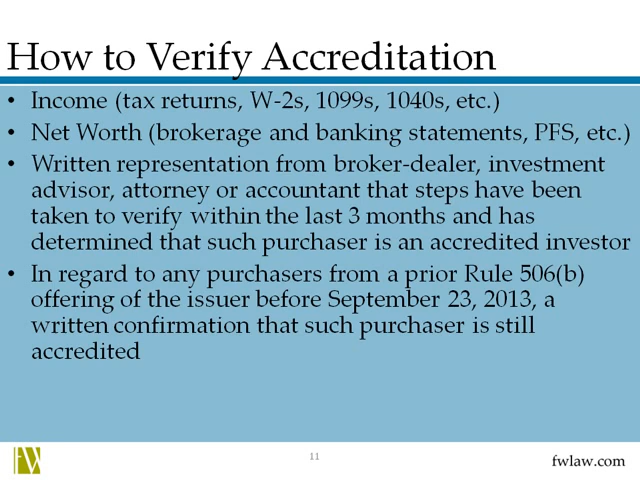 How to Verify Accreditation
• Income (tax returns, W-2s, 1099s, 1040s, etc.)
• Net Worth (brokerage and banking statements, PFS, etc.)
• Written representation from broker-dealer, investment
advisor, attorney or accountant that steps have been
taken to verify within the last 3 months and has
determined that such purchaser is an accredited investor
• In regard to any purchasers from a prior Rule 506(b)
offering of the issuer before September 23, 2013, a
written confirmation that such purchaser is still
accredited
fW
11
fwlaw.com